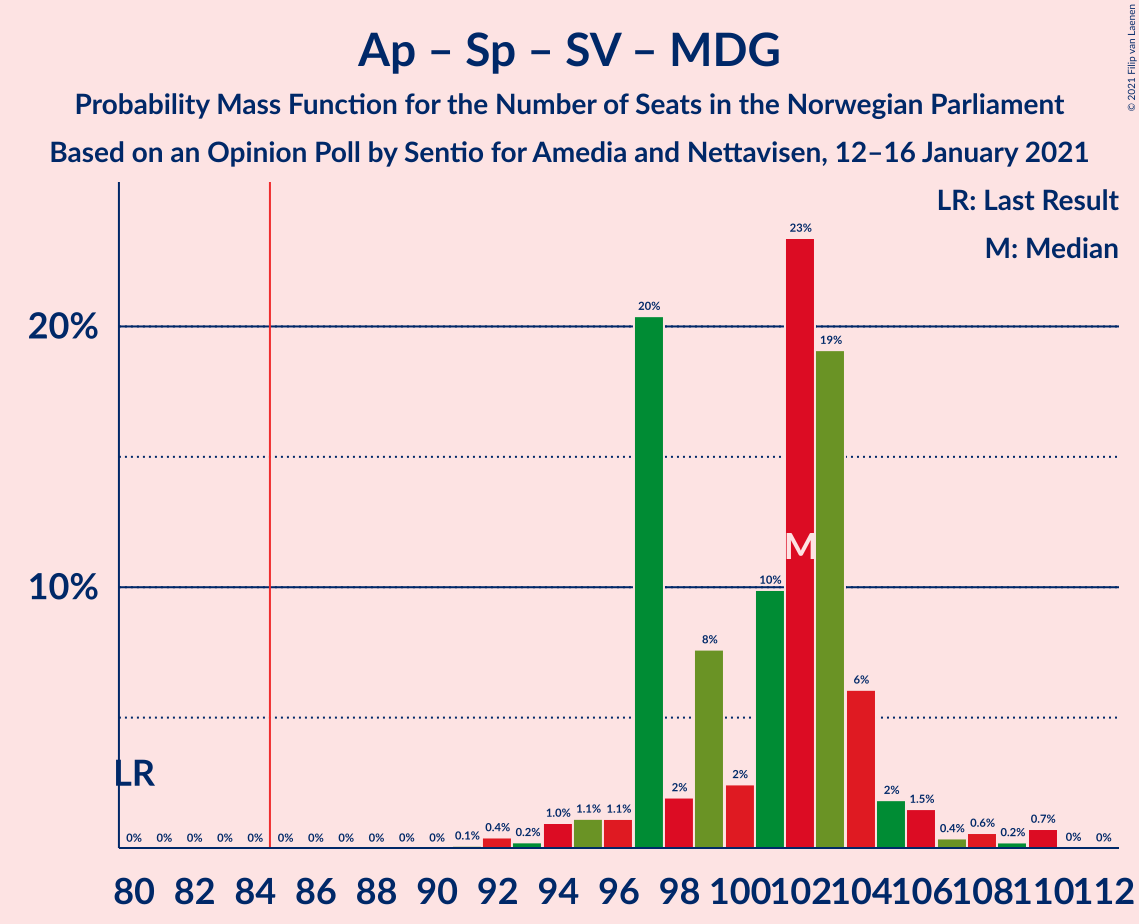 Ap – Sp – SV – MDG
Probability Mass Function for the Number of Seats in the Norwegian Parliament
Based on an Opinion Poll by Sentio for Amedia and Nettavisen, 12–16 January 2021
© 2021 Filip van Laenen
LR: Last Result
M: Median
20%
10%
LR
M
0% 0% 0% 0% 0% 0% 0% 0% 0% 0% 0% 0.1% 0.4% 0.2% 1.0% 1.1% 1.1% 20% 2% 8% 2% 10% 23% 19% 6% 2% 1.5% 0.4% 0.6% 0.2% 0.7% 0% 0%
80 82 84 86 88 90 92 94 96 98 100 102 104 106 108 110 112